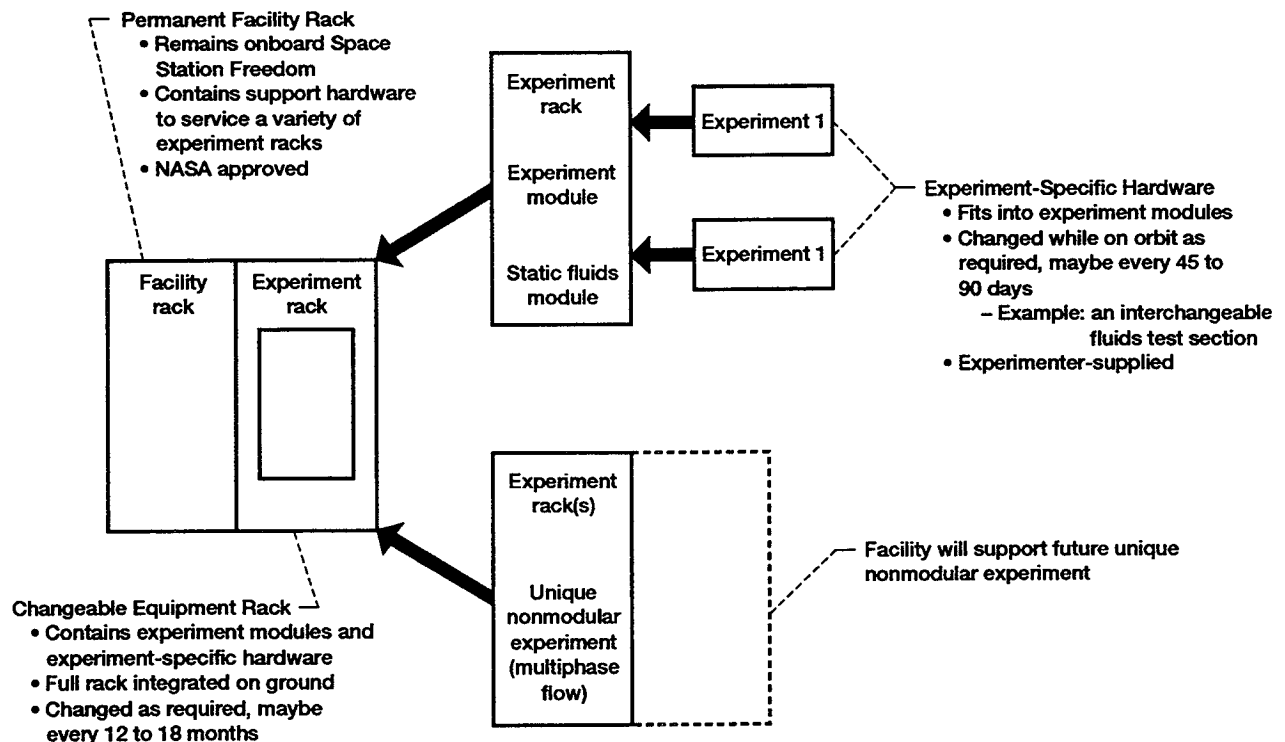 Permanent Facility Rack
• Remains onboard Space
Station Freedom
• Contains support hardware
to service a variety of
experiment racks
• NASA approved
Experiment
rack
Experiment
module
Static fluids
module
Experiment 1
Experiment 1
Experiment-Specific Hardware
• Fits into experiment modules
• Changed while on orbit as
required, maybe every 45 to
90 days
– Example: an interchangeable
fluids test section
• Experimenter-supplied
Facility
rack
Experiment
rack
Experiment
rack(s)
Unique
nonmodular
experiment
(multiphase
flow)
Facility will support future unique
nonmodular experiment
Changeable Equipment Rack
• Contains experiment modules and
experiment-specific hardware
• Full rack integrated on ground
• Changed as required, maybe
every 12 to 18 months